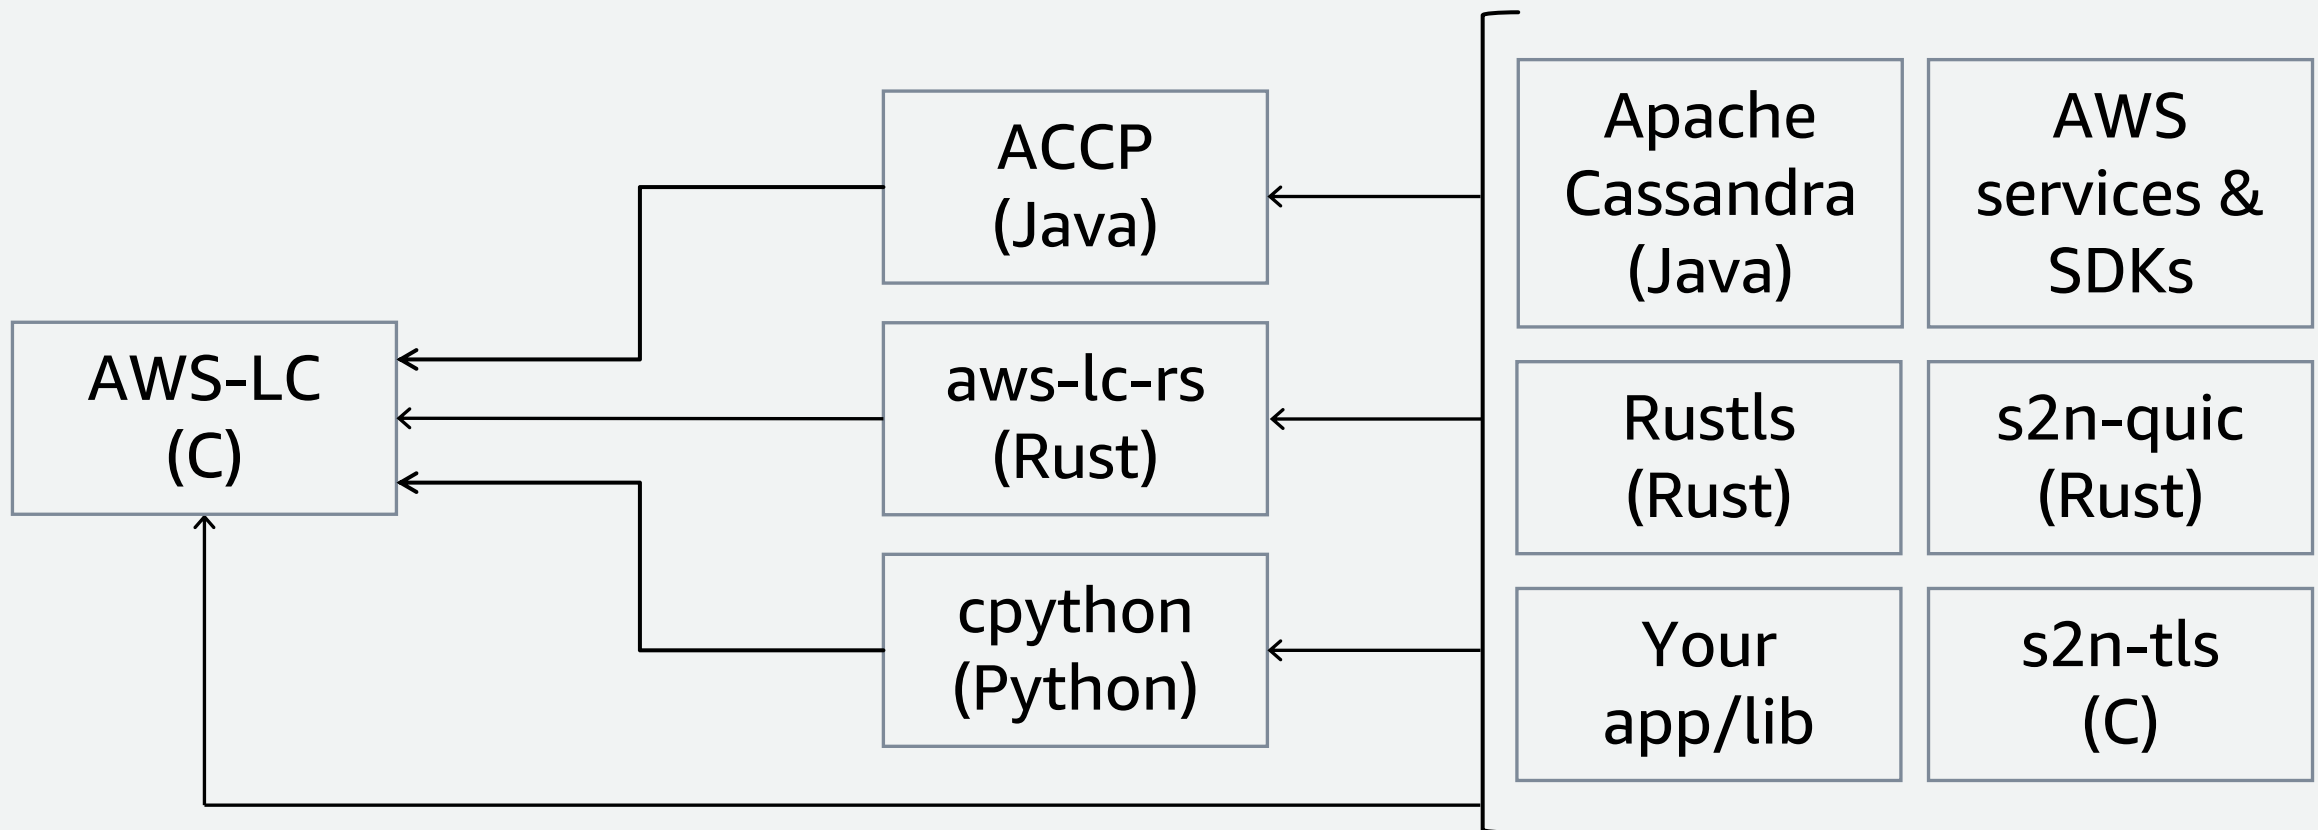 AWS-LC
(C)
ACCP
(Java)
aws-lc-rs
(Rust)
cpython
(Python)
Apache
Cassandra
(Java)
AWS
services &
SDKs
Rustls
(Rust)
s2n-quic
(Rust)
Your
app/lib
s2n-tls
(C)